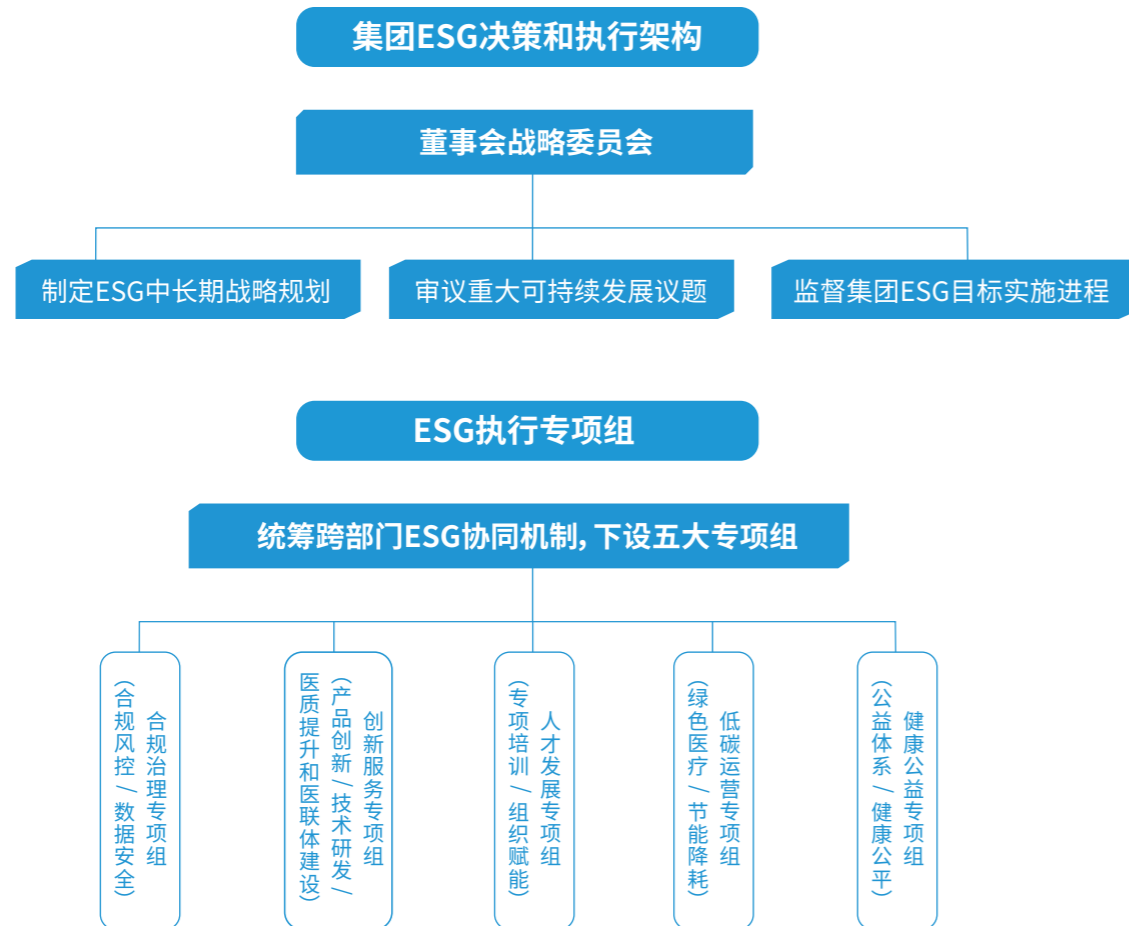 集团ESG决策和执行架构
董事会战略委员会
制定ESG中长期战略规划
审议重大可持续发展议题
监督集团ESG目标实施进程
ESG执行专项组
统筹跨部门ESG协同机制,下设五大专项组
合规治理专项组
(合规风控/数据安全)
创新服务专项组
(产品创新/技术研发/
医质提升和医联体建设)
人才发展专项组
(专项培训/组织赋能)
低碳运营专项组
(绿色医疗/节能降耗)
健康公益专项组
(公益体系/健康公平)